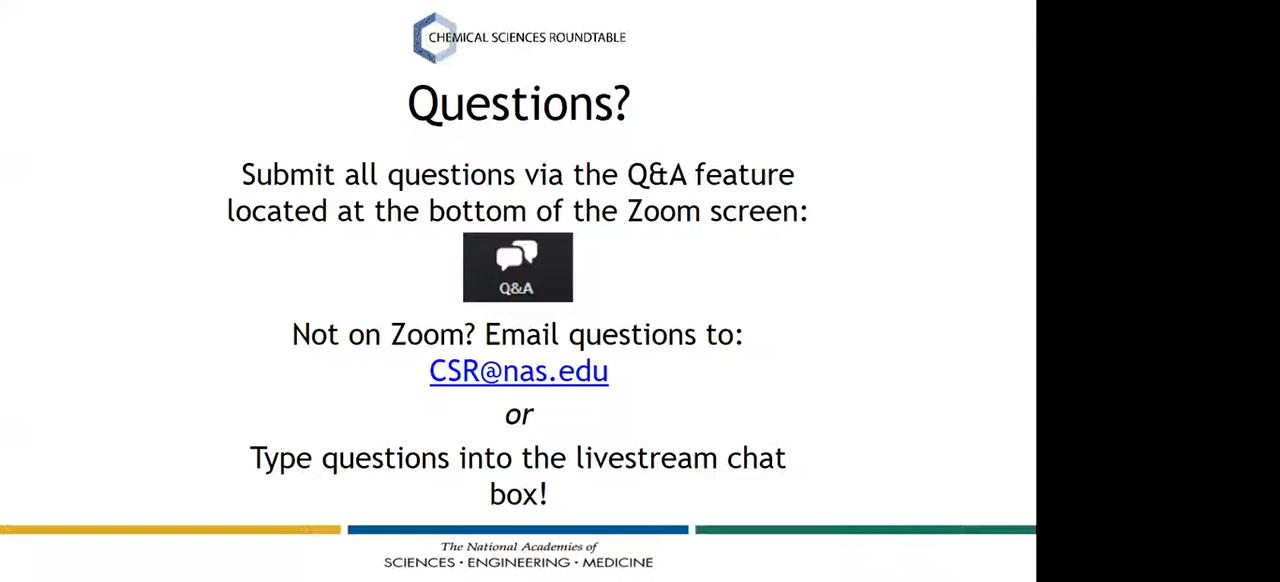 CHEMICAL SCIENCES ROUNDTABLE
Questions?
Submit all questions via the Q&A feature
located at the bottom of the Zoom screen:
Q&A
Not on Zoom? Email questions to:
CSR@nas.edu
or
Type questions into the livestream chat
box!
The National Academies of
SCIENCES • ENGINEERING • MEDICINE